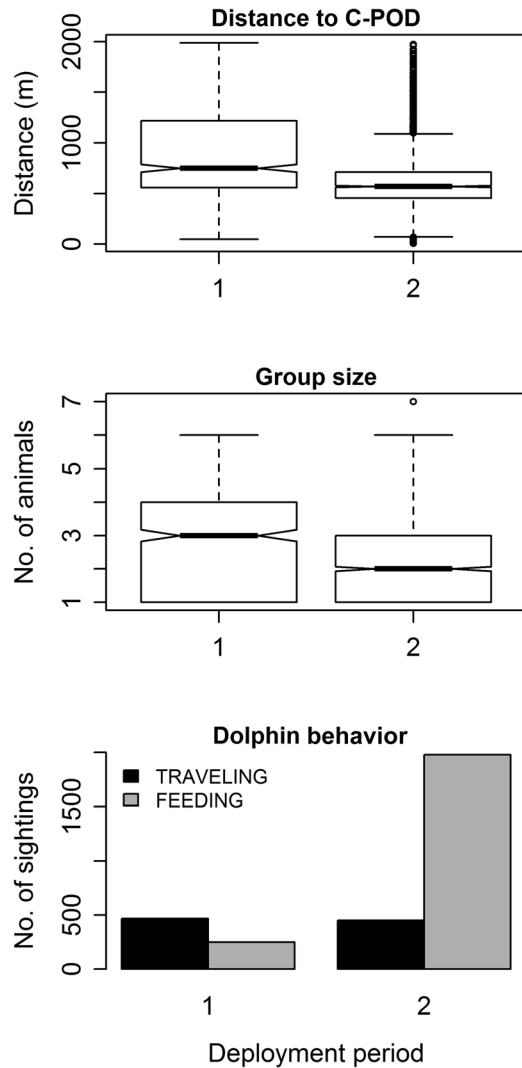 Distance to C-POD
Distance (m)
2000
1000
0
1 2
Group size
No. of animals
7
5
3
1
1 2
Dolphin behavior
No. of sightings
1500
500
0
TRAVELING
FEEDING
1 2
Deployment period